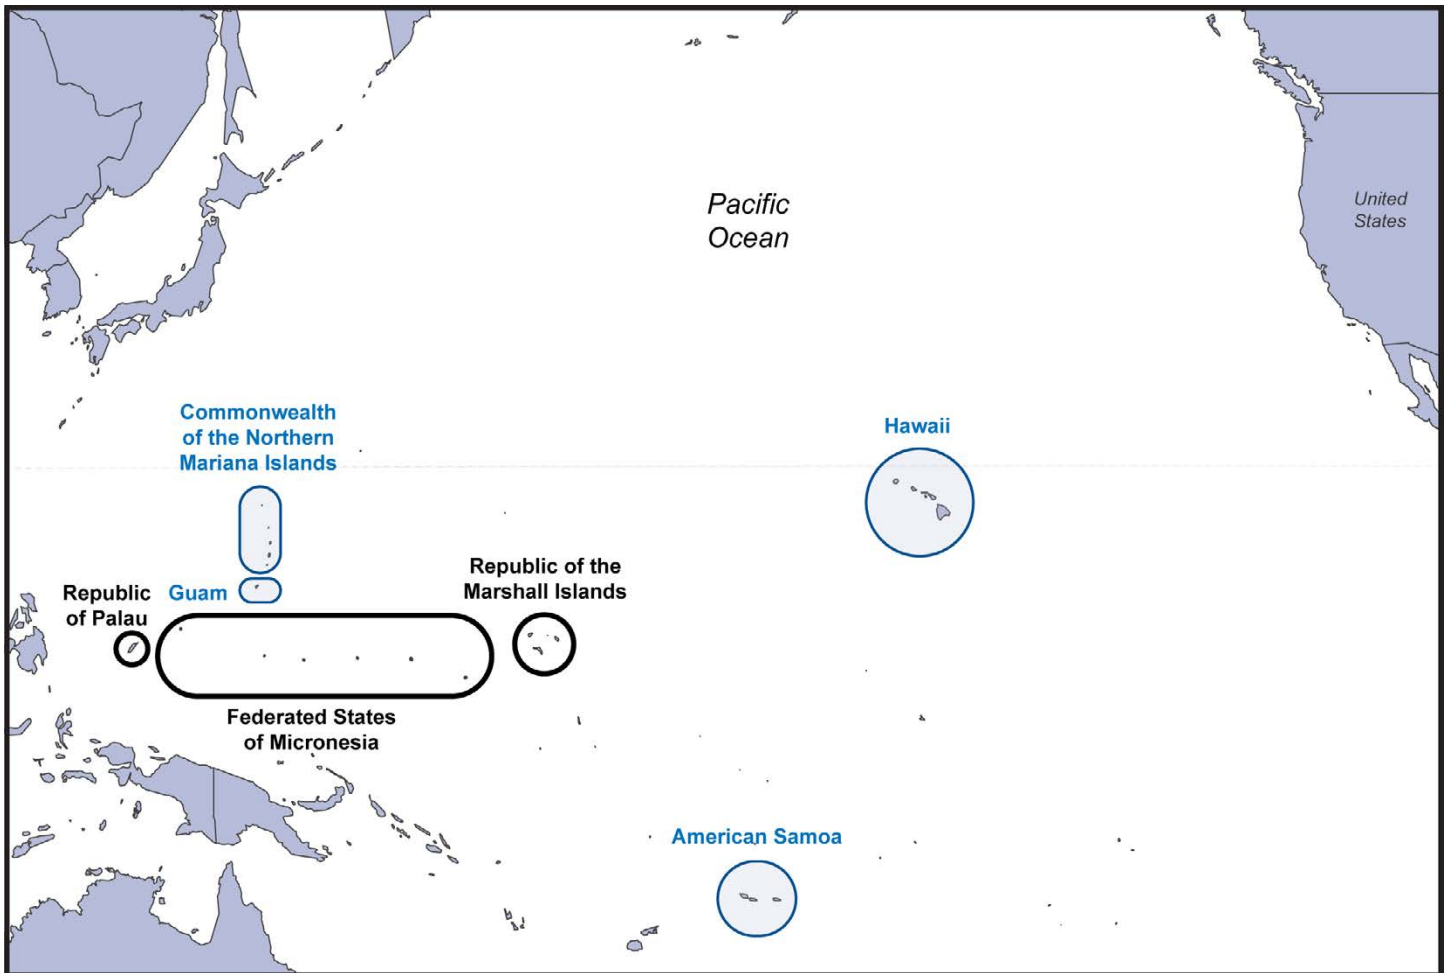 Pacific
Ocean
United
States
Commonwealth
of the Northern
Mariana Islands
Hawaii
Republic of the
Marshall Islands
Republic
of Palau
Guam
Federated States
of Micronesia
American Samoa